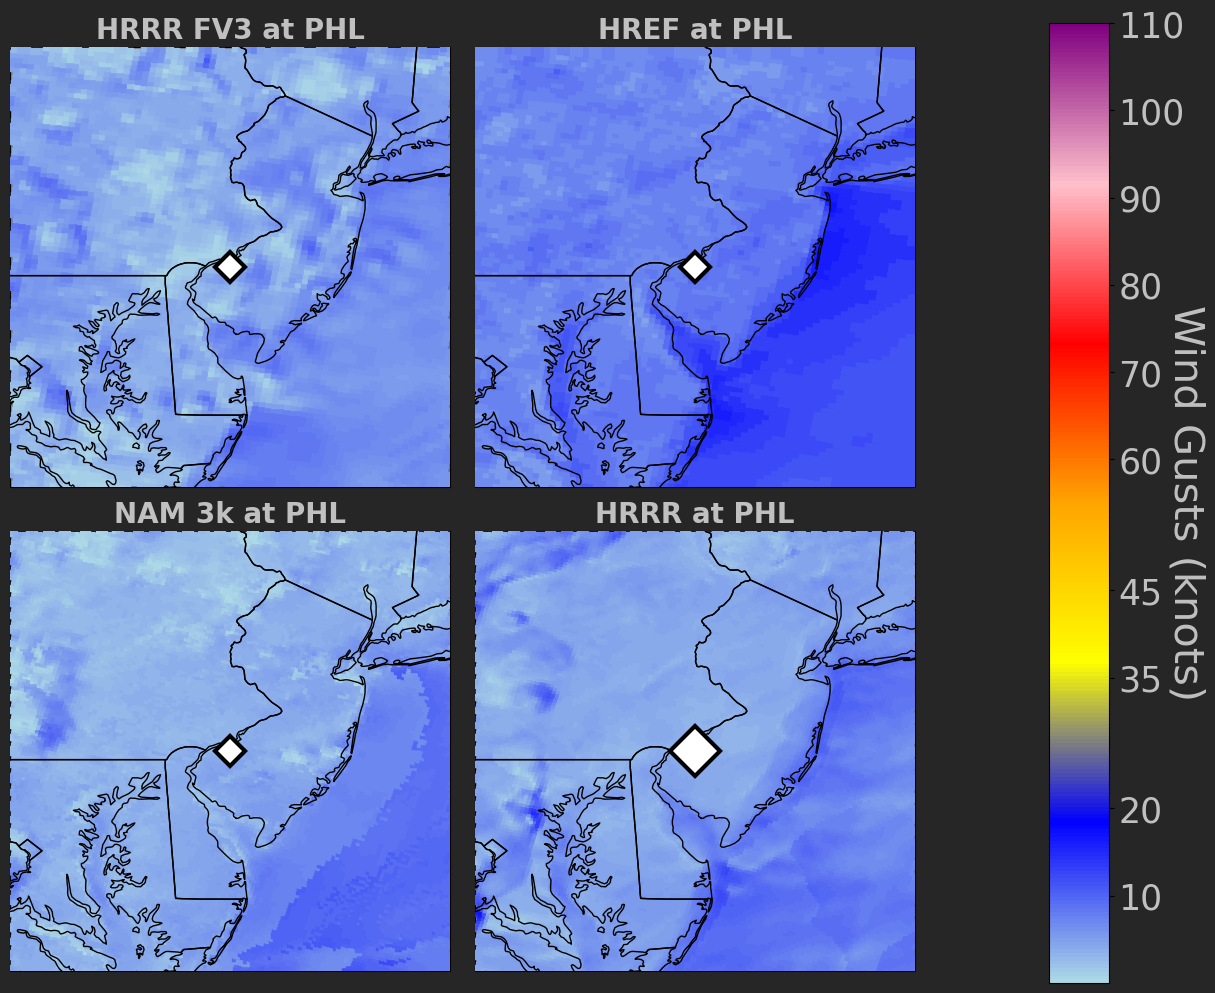 HRRR FV3 at PHL
HREF at PHL
NAM 3k at PHL
HRRR at PHL
110
100
90
80
70
60
45
35
20
10
Wind Gusts (knots)